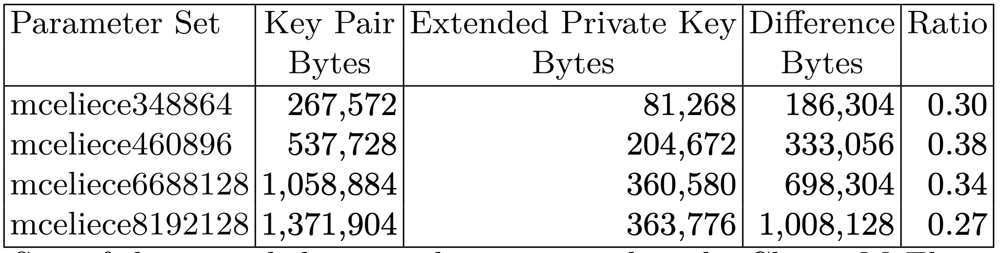 Parameter Set Key Pair Extended Private Key Difference Ratio
Bytes Bytes Bytes
mceliece348864 267,572 81,268 186,304 0.30
mceliece460896 537,728 204,672 333,056 0.38
mceliece6688128 1,058,884 360,580 698,304 0.34
mceliece8192128 1,371,904 363,776 1,008,128 0.27